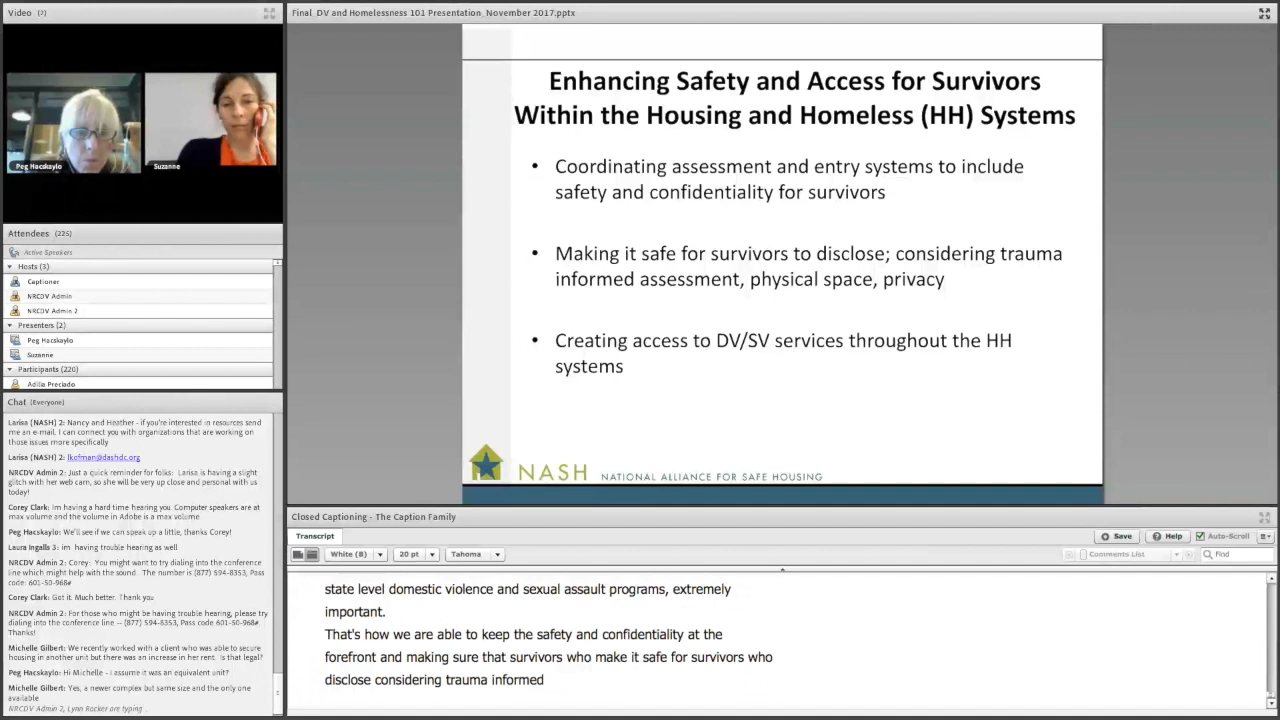 Video (2)
Peg Hacskaylo
Suzanne
Attendees (225)
Active Speakers
Hosts (3)
Captioner
NRCDV Admin
NRCDV Admin 2
Presenters (2)
Peg Hacskaylo
Suzanne
Participants (220)
Adilia Preciado
Chat (Everyone)
Larisa (NASH) 2: Nancy and Heather - if you're interested in resources send
me an e-mail. I can connect you with organizations that are working on
those issues more specifically
Larisa (NASH) 2: lkofman@dashdc.org
NRCDV Admin 2: Just a quick reminder for folks: Larisa is having a slight
glitch with her web cam, so she will be very up close and personal with us
today!
Corey Clark: Im having a hard time hearing you. Computer speakers are at
max volume and the volume in Adobe is a max volume.
Peg Hacskaylo: We'll see if we can speak up a little, thanks Corey!
Laura Ingalls 3: im having trouble hearing as well
NRCDV Admin 2: Corey: You might want to try dialing into the conference
line which might help with the sound. The number is (877) 594-8353, Pass
code: 601-50-968#
Corey Clark: Got it. Much better. Thank you
NRCDV Admin 2: For those who might be having trouble hearing, please try
dialing into the conference line -- (877) 594-8353, Pass code 601-50-968#
Thanks!
Michelle Gilbert: We recently worked with a client who was able to secure
housing in another unit but there was an increase in her rent. Is that legal?
Peg Hacskaylo: Hi Michelle - I assume it was an equivalent unit?
Michelle Gilbert: Yes, a newer complex but same size and the only one
available
NRCDV Admin 2, Lynn Rocker are typing...
Final_DV and Homelessness 101 Presentation_November 2017.pptx
Enhancing Safety and Access for Survivors
Within the Housing and Homeless (HH) Systems
• Coordinating assessment and entry systems to include
safety and confidentiality for survivors
• Making it safe for survivors to disclose; considering trauma
informed assessment, physical space, privacy
• Creating access to DV/SV services throughout the HH
systems
NASH NATIONAL ALLIANCE FOR SAFE HOUSING
Closed Captioning - The Caption Family
Transcript
Save
Help
Auto-Scroll
White (B)
20 pt
Tahoma
Comments List
Find
state level domestic violence and sexual assault programs, extremely
important.
That's how we are able to keep the safety and confidentiality at the
forefront and making sure that survivors who make it safe for survivors who
disclose considering trauma informed